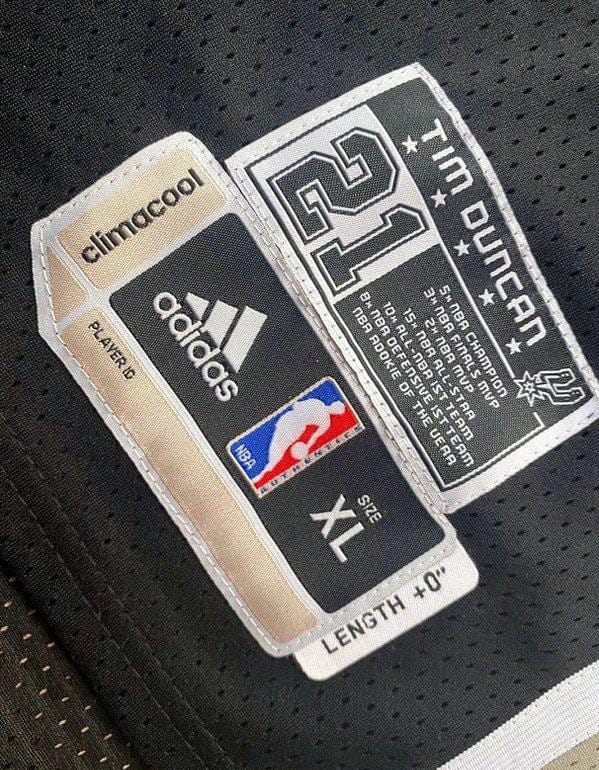 climacool
PLAYER ID
adidas
NBA
AUTHENTICS
SIZE
XL
LENGTH +0"
21
TIM DUNCAN
5x NBA CHAMPION
3x NBA FINALS MVP
2x NBA MVP
15x NBA ALL-STAR
10x ALL-NBA 1ST TEAM
8x NBA DEFENSIVE 1ST TEAM
NBA ROOKIE OF THE YEAR